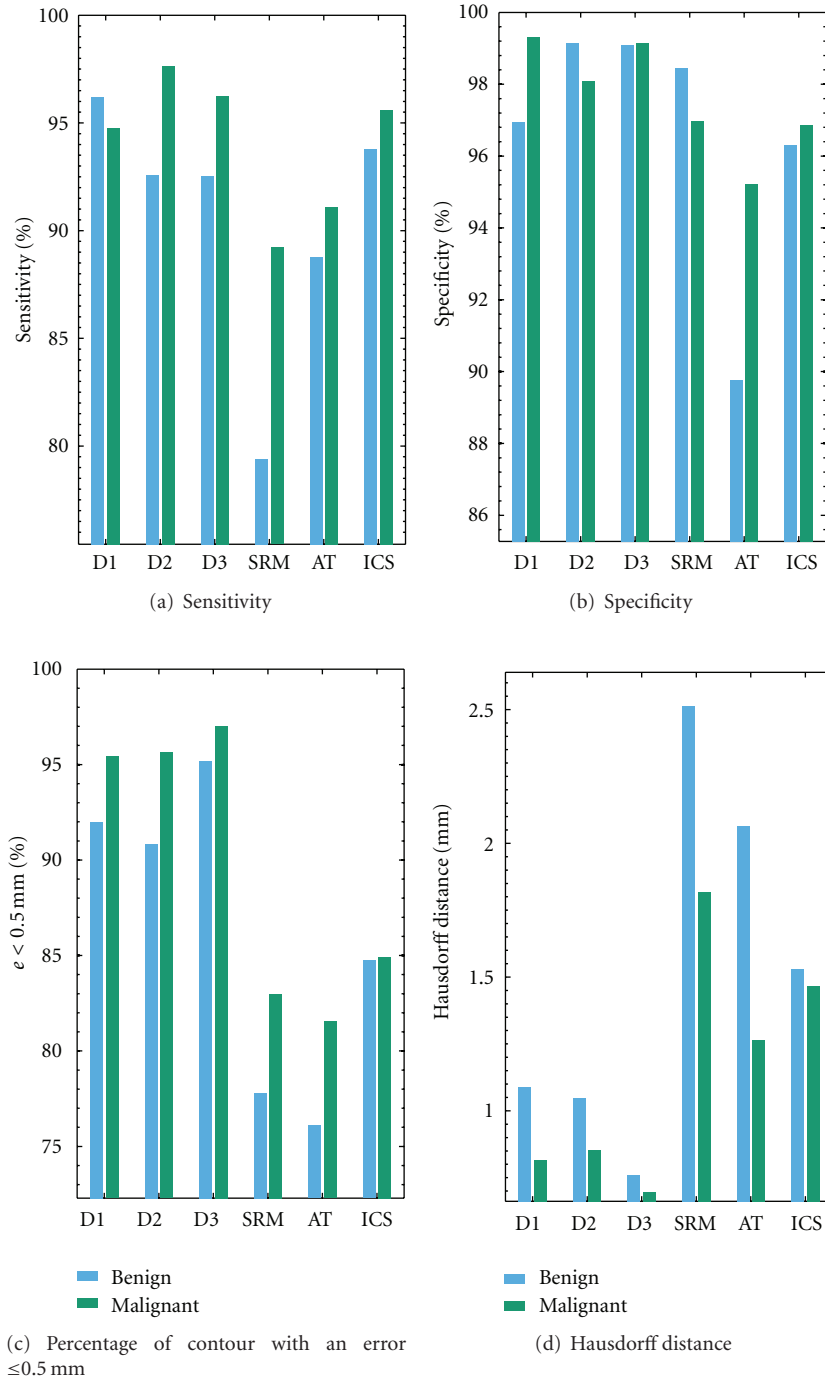 100
95
90
85
80
Sensitivity (%)
D1 D2 D3 SRM AT ICS
(a) Sensitivity
100
98
96
94
92
90
88
86
Specificity (%)
D1 D2 D3 SRM AT ICS
(b) Specificity
100
95
90
85
80
75
e < 0.5 mm (%)
D1 D2 D3 SRM AT ICS
Benign
Malignant
(c) Percentage of contour with an error
≤0.5 mm
2.5
2
1.5
1
Hausdorff distance (mm)
D1 D2 D3 SRM AT ICS
Benign
Malignant
(d) Hausdorff distance